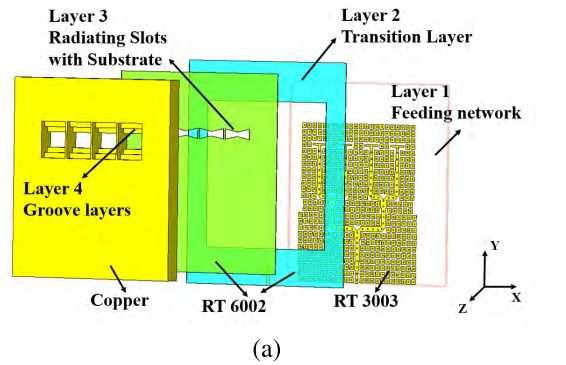 Layer 3
Radiating Slots
with Substrate
Layer 2
Transition Layer
Layer 1
Feeding network
Layer 4
Groove layers
Copper
RT 6002
RT 3003
Y
X
Z
(a)